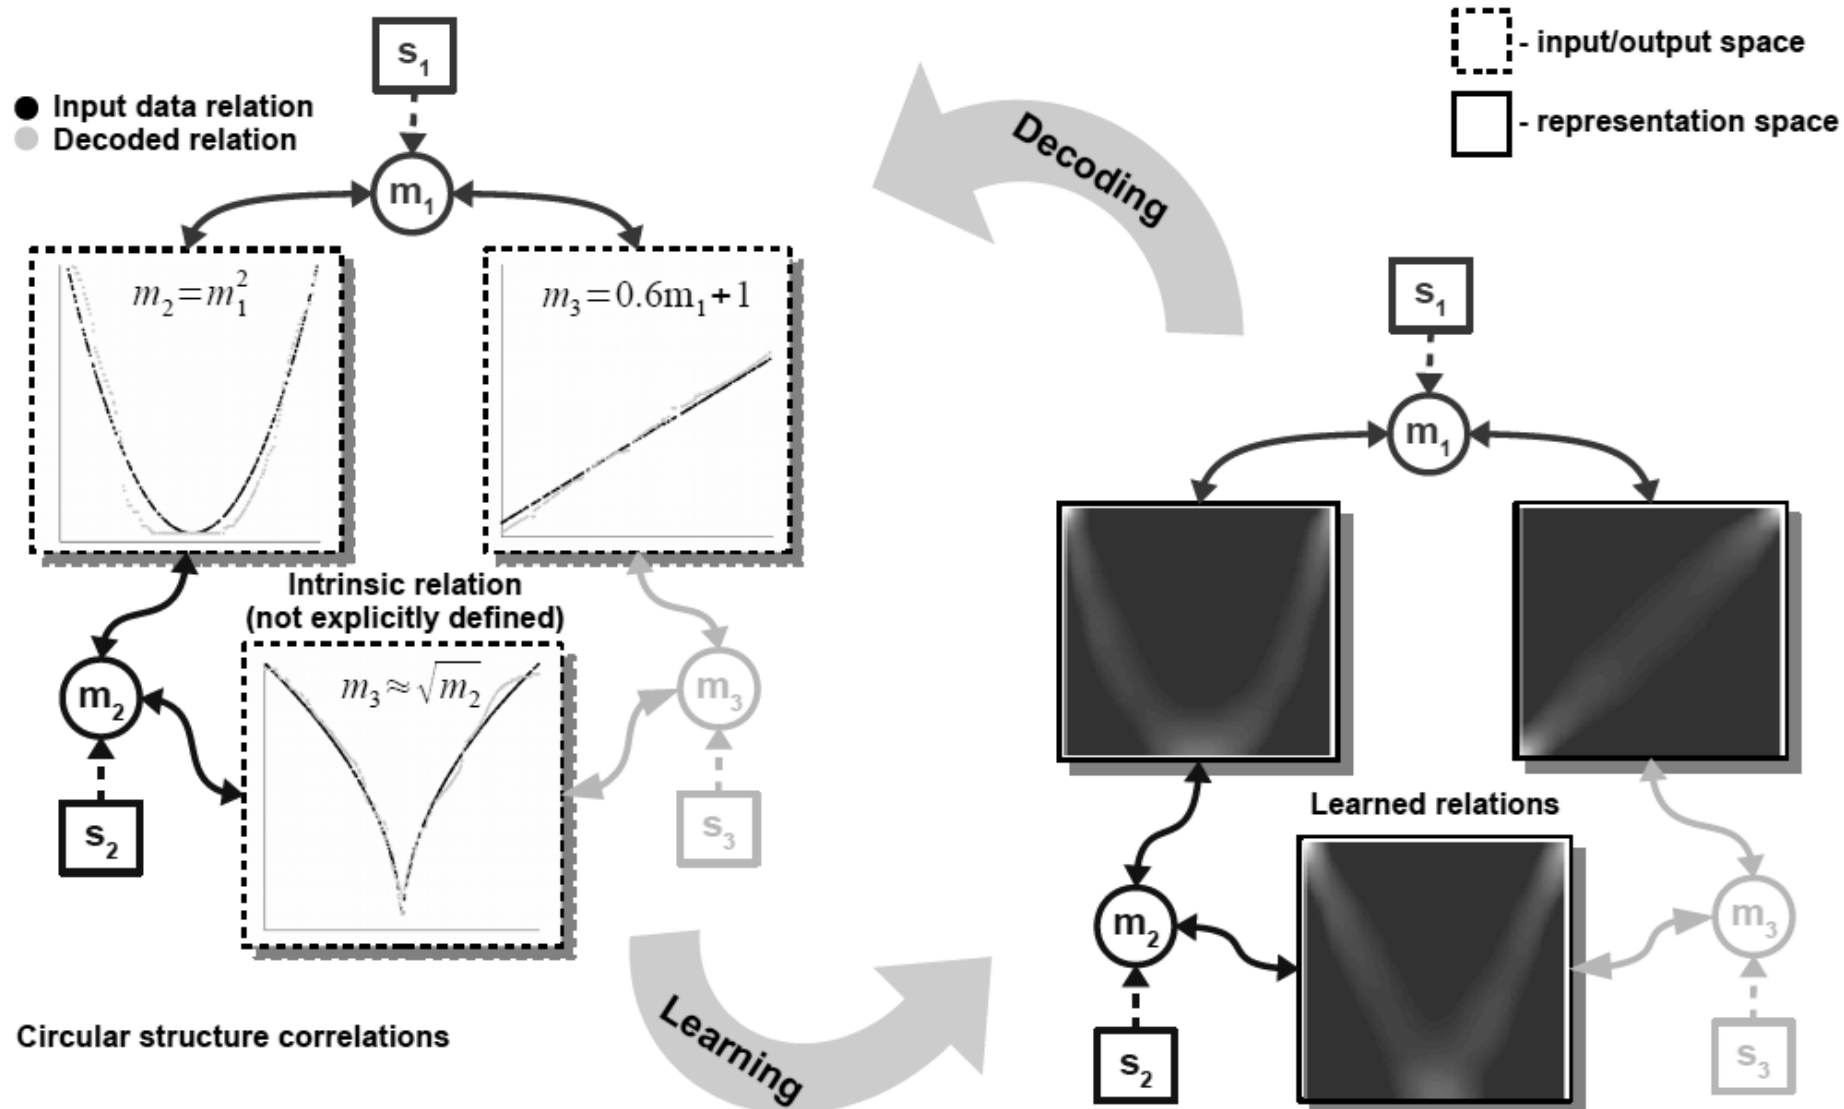 s1
- input/output space
- representation space
Input data relation
Decoded relation
m1
Decoding
m2=m1^2
m3=0.6m1+1
s1
m1
Intrinsic relation
(not explicitly defined)
m3≈√m2
m2
m3
s2
s3
Learned relations
m2
m3
Learning
Circular structure correlations
s2
s3